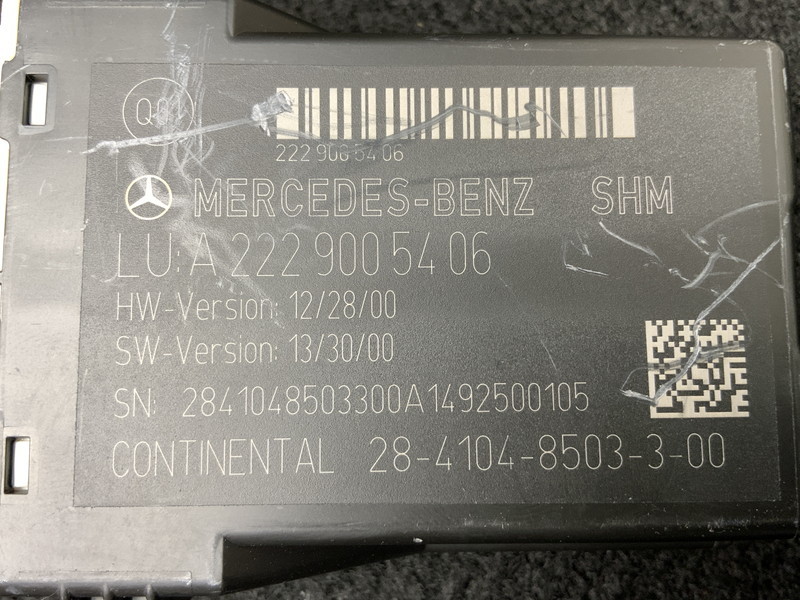 222 900 54 06
MERCEDES-BENZ SHM
LU: A 222 900 54 06
HW-Version: 12/28/00
SW-Version: 13/30/00
SN: 2841048503300A1492500105
CONTINENTAL 28-4104-8503-3-00